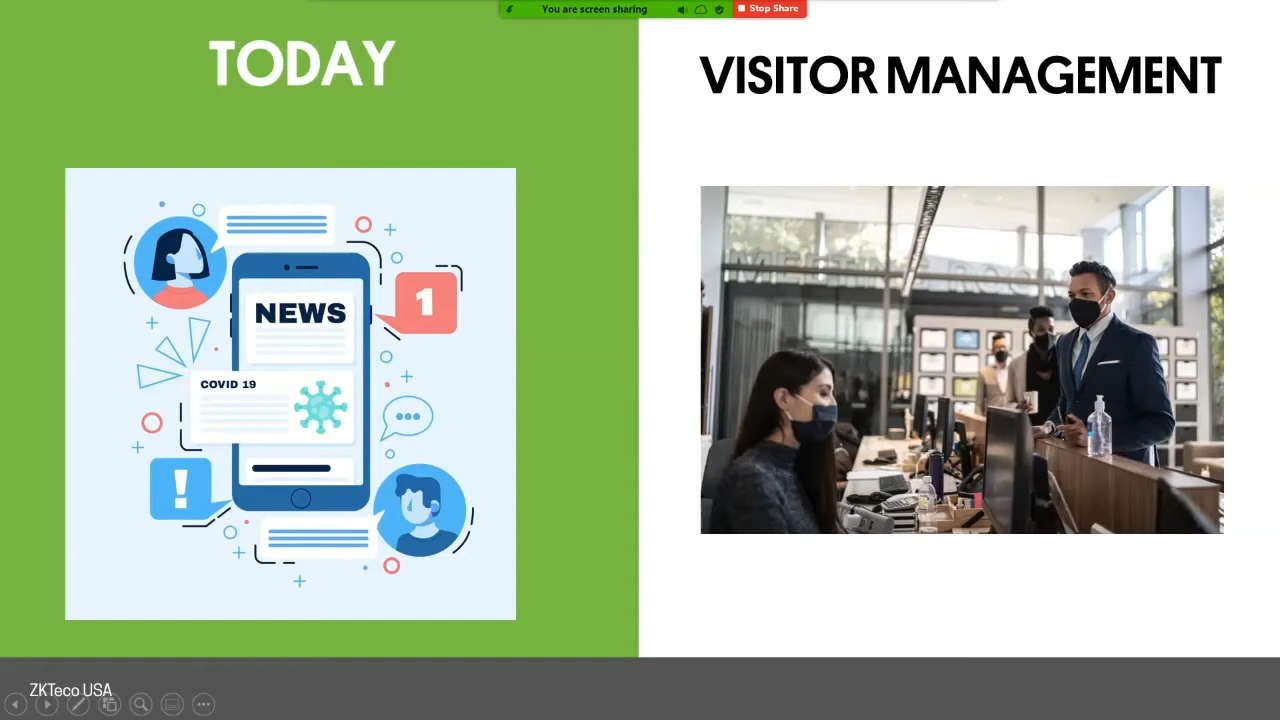 You are screen sharing
Stop Share
TODAY
VISITOR MANAGEMENT
NEWS
1
COVID 19
!
ZKTeco USA